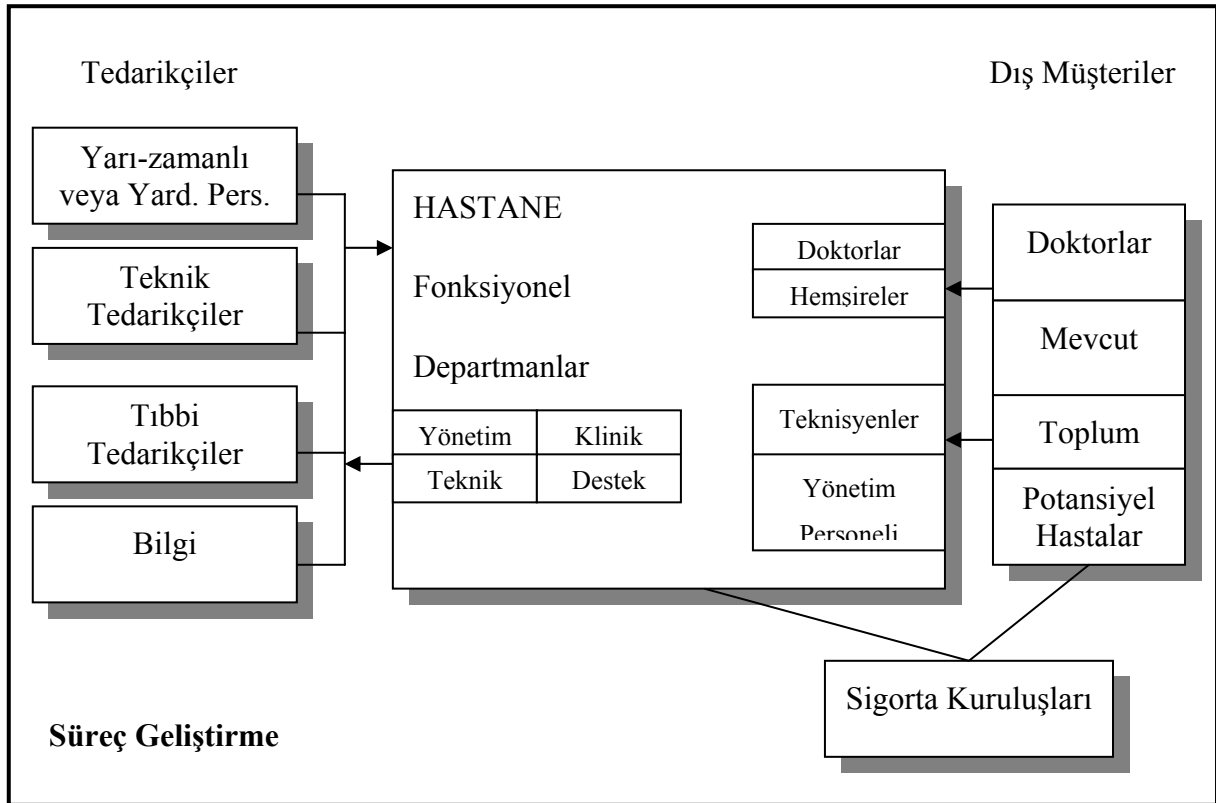 Tedarikçiler
Dış Müşteriler
Yarı-zamanlı
veya Yard. Pers.
Teknik
Tedarikçiler
Tıbbi
Tedarikçiler
Bilgi
HASTANE
Fonksiyonel
Departmanlar
Yönetim
Klinik
Teknik
Destek
Doktorlar
Hemşireler
Teknisyenler
Yönetim
Personeli
Doktorlar
Mevcut
Toplum
Potansiyel
Hastalar
Sigorta Kuruluşları
Süreç Geliştirme